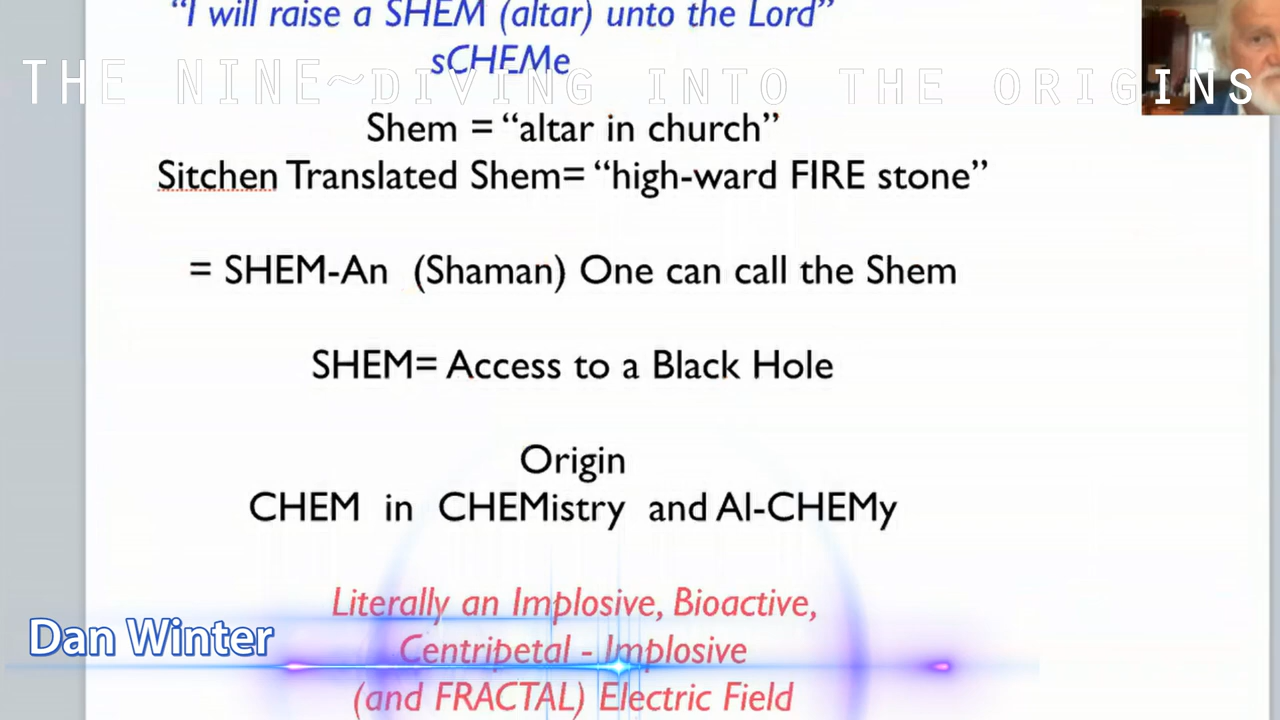 “I will raise a SHEM (altar) unto the Lord”
sCHEMe
THE NINE~DIVING INTO THE ORIGINS
Shem = “altar in church”
Sitchen Translated Shem= “high-ward FIRE stone”
= SHEM-An (Shaman) One can call the Shem
SHEM= Access to a Black Hole
Origin
CHEM in CHEMistry and Al-CHEMy
Literally an Implosive, Bioactive,
Dan Winter
Centripetal - Implosive
(and FRACTAL) Electric Field